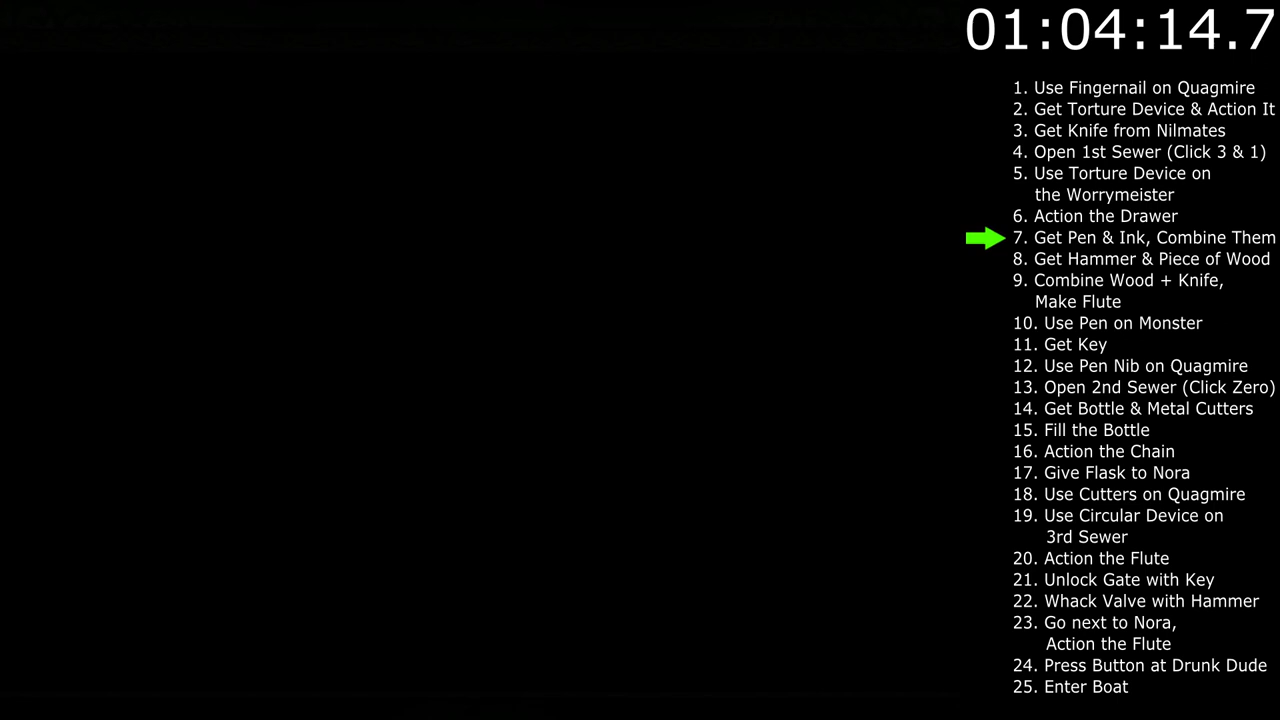 01:04:14.7
1. Use Fingernail on Quagmire
2. Get Torture Device & Action It
3. Get Knife from Nilmates
4. Open 1st Sewer (Click 3 & 1)
5. Use Torture Device on
the Worrymeister
6. Action the Drawer
7. Get Pen & Ink, Combine Them
8. Get Hammer & Piece of Wood
9. Combine Wood + Knife,
Make Flute
10. Use Pen on Monster
11. Get Key
12. Use Pen Nib on Quagmire
13. Open 2nd Sewer (Click Zero)
14. Get Bottle & Metal Cutters
15. Fill the Bottle
16. Action the Chain
17. Give Flask to Nora
18. Use Cutters on Quagmire
19. Use Circular Device on
3rd Sewer
20. Action the Flute
21. Unlock Gate with Key
22. Whack Valve with Hammer
23. Go next to Nora,
Action the Flute
24. Press Button at Drunk Dude
25. Enter Boat